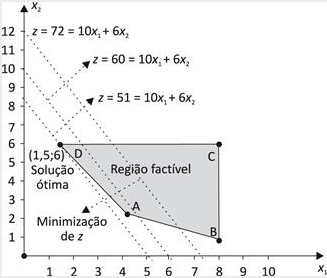 x₂
z = 72 = 10x₁ + 6x₂
12
11
z = 60 = 10x₁ + 6x₂
10
9
z = 51 = 10x₁ + 6x₂
8
7
6
(1,5;6)
D
C
5
Solução
ótima
Região factível
4
3
A
2
Minimização
de z
B
1
1 2 3 4 5 6 7 8 9 10
x₁